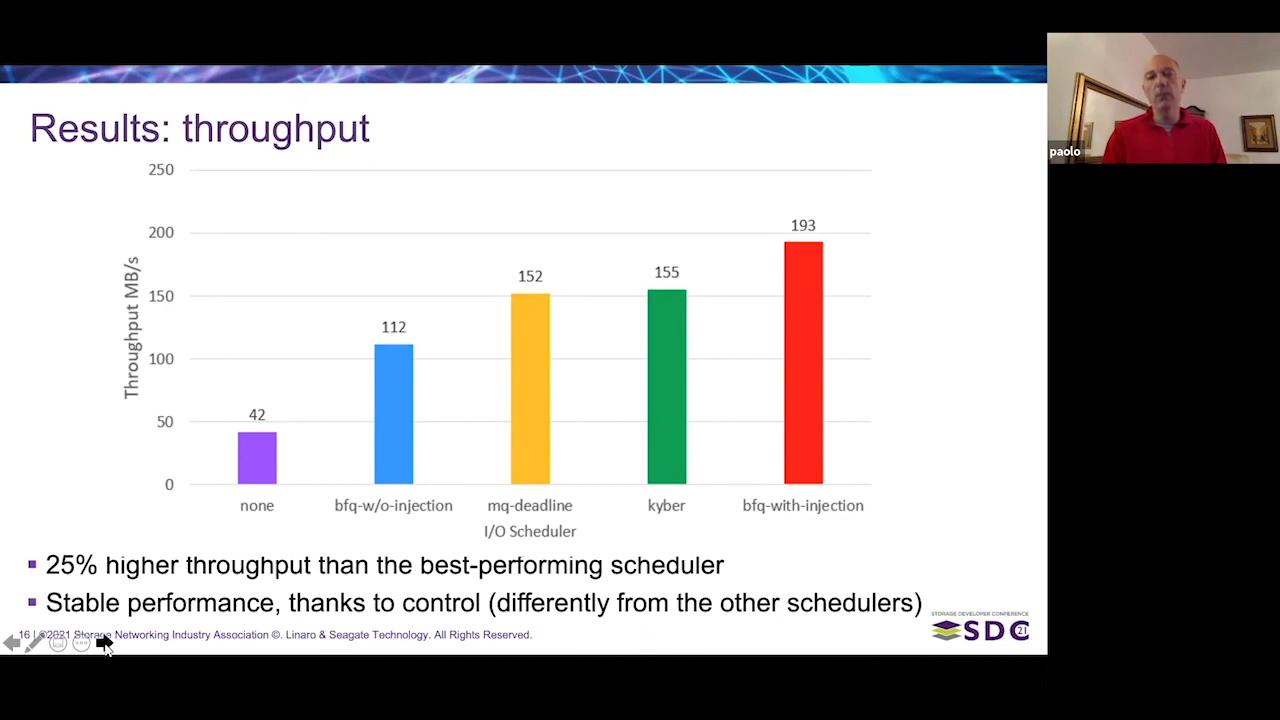 Results: throughput
250
200
150
100
50
0
Throughput MB/s
42
112
152
155
193
none
bfq-w/o-injection
mq-deadline
kyber
bfq-with-injection
I/O Scheduler
25% higher throughput than the best-performing scheduler
Stable performance, thanks to control (differently from the other schedulers)
16 | ©2021 Storage Networking Industry Association ©. Linaro & Seagate Technology. All Rights Reserved.
STORAGE DEVELOPER CONFERENCE
SDC 21
paolo